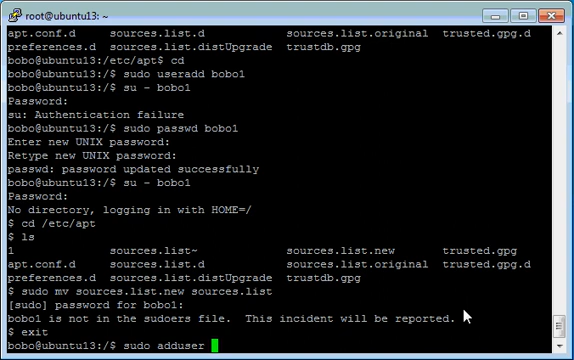 root@ubuntu13: ~
apt.conf.d     sources.list.d            sources.list.original  trusted.gpg.d
preferences.d  sources.list.distUpgrade  trustdb.gpg
bobo@ubuntu13:/etc/apt$ cd
bobo@ubuntu13:/$ sudo useradd bobo1
bobo@ubuntu13:/$ su - bobo1
Password:
su: Authentication failure
bobo@ubuntu13:/$ sudo passwd bobo1
Enter new UNIX password:
Retype new UNIX password:
passwd: password updated successfully
bobo@ubuntu13:/$ su - bobo1
Password:
No directory, logging in with HOME=/
$ cd /etc/apt
$ ls
1              sources.list~             sources.list.new       trusted.gpg
apt.conf.d     sources.list.d            sources.list.original  trusted.gpg.d
preferences.d  sources.list.distUpgrade  trustdb.gpg
$ sudo mv sources.list.new sources.list
[sudo] password for bobo1:
bobo1 is not in the sudoers file.  This incident will be reported.
$ exit
bobo@ubuntu13:/$ sudo adduser